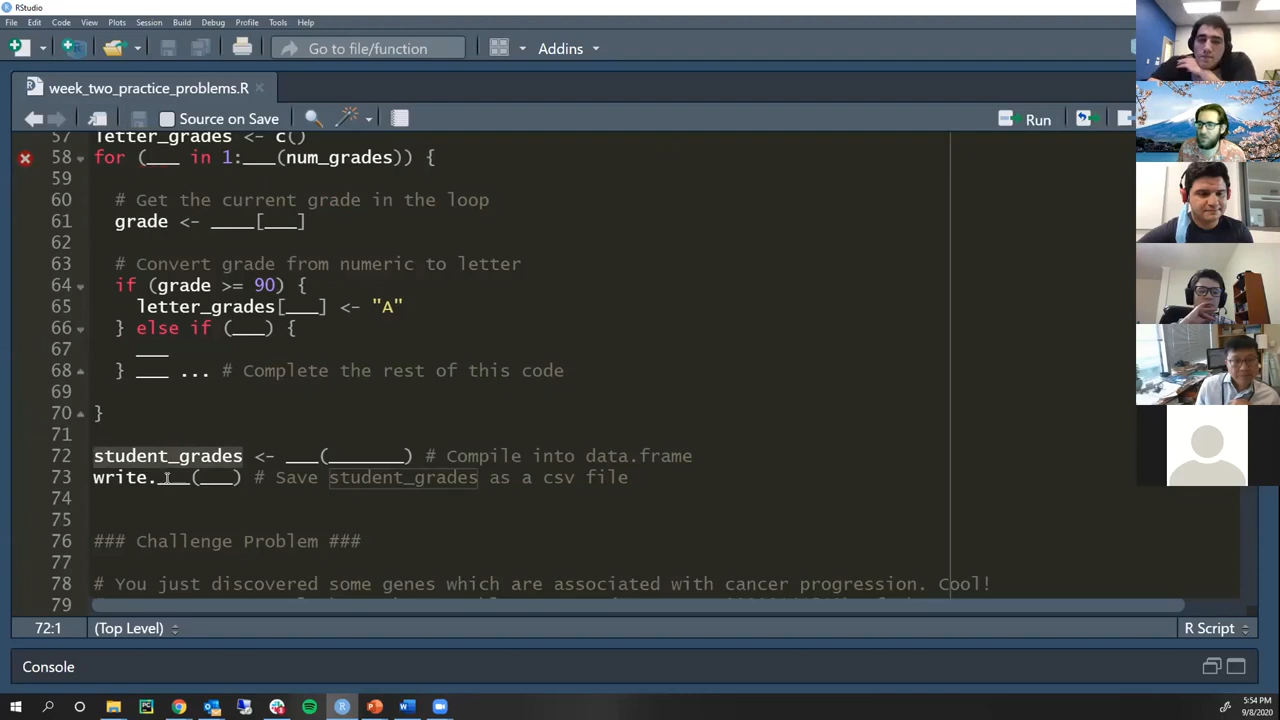 RStudio
File Edit Code View Plots Session Build Debug Profile Tools Help
Go to file/function
Addins
week_two_practice_problems.R
Source on Save
Run
57 letter_grades <- c()
58 for (___ in 1:___(num_grades)) {
59
60 # Get the current grade in the loop
61 grade <- ____[___]
62
63 # Convert grade from numeric to letter
64 if (grade >= 90) {
65 letter_grades[___] <- "A"
66 } else if (___) {
67 ___
68 } ___ ... # Complete the rest of this code
69
70 }
71
72 student_grades <- ___(_______) # Compile into data.frame
73 write.___(___) # Save student_grades as a csv file
74
75
76 ### Challenge Problem ###
77
78 # You just discovered some genes which are associated with cancer progression. Cool!
79
72:1 (Top Level) R Script
Console
5:54 PM
9/8/2020